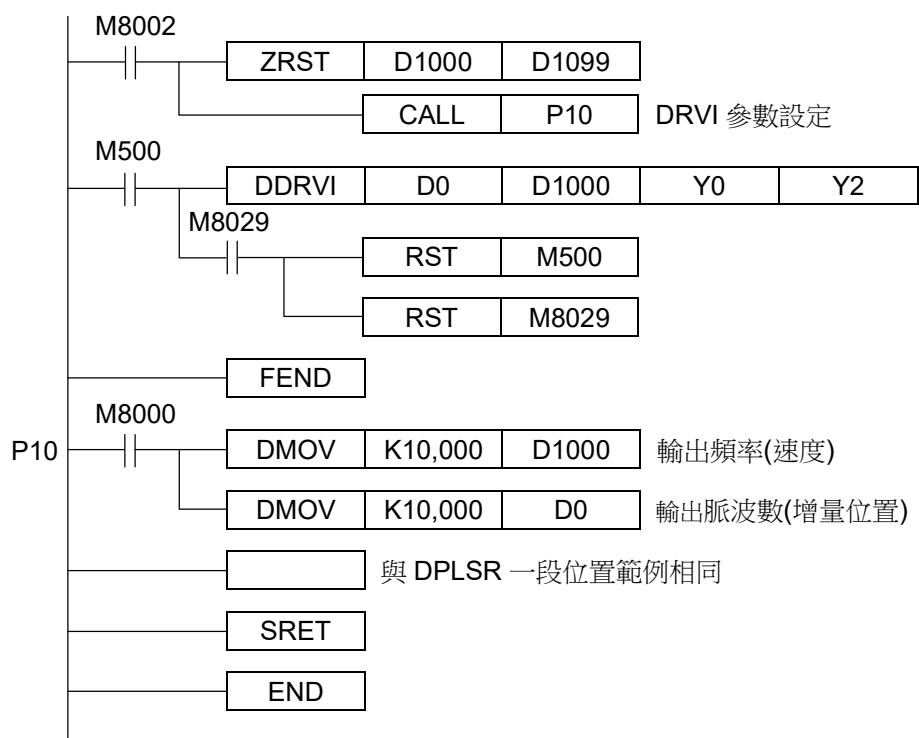 M8002
ZRST D1000 D1099
CALL P10 DRVI 參數設定
M500
DDRVI D0 D1000 Y0 Y2
M8029
RST M500
RST M8029
FEND
M8000
P10 DMOV K10,000 D1000 輸出頻率(速度)
DMOV K10,000 D0 輸出脈波數(增量位置)
與 DPLSR 一段位置範例相同
SRET
END